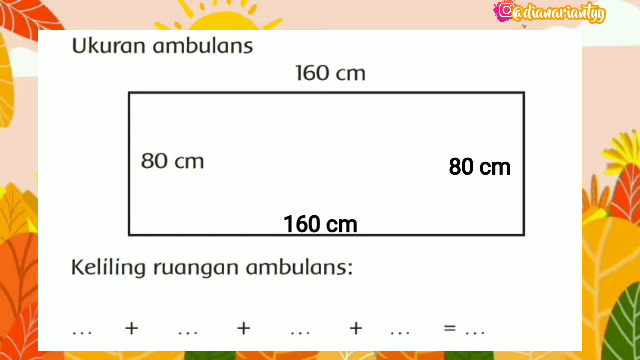 @dianariantyy
Ukuran ambulans
160 cm
80 cm
80 cm
160 cm
Keliling ruangan ambulans:
... + ... + ... + ... = ...